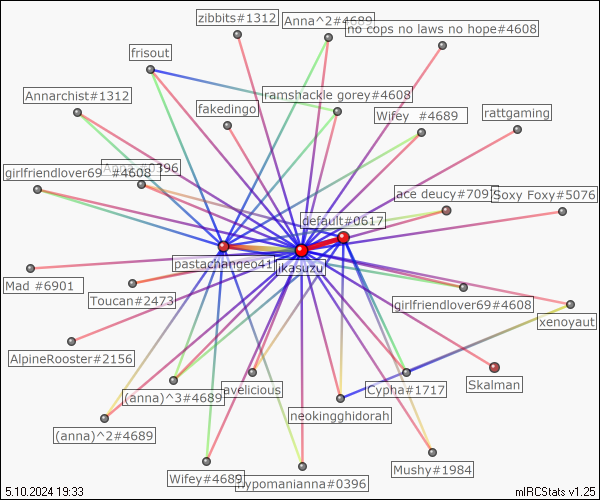 zibbits#1312
Anna^2#4689
no cops no laws no hope#4608
frisout
Annarchist#1312
ramshackle gorey#4608
fakedingo
Wifey #4689
rattgaming
Anna #0396
girlfriendlover69 #4608
ace deucy#7091
Soxy Foxy#5076
default#0617
pastachangeo41
jkasuzu
Mad #6901
Toucan#2473
girlfriendlover69#4608
xenoyaut
AlpineRooster#2156
Skalman
(anna)^3#4689
avelicious
Cypha#1717
neokingghidorah
(anna)^2#4689
Mushy#1984
Wifey#4689
hypomanianna#0396
5.10.2024 19:33
mIRCStats v1.25